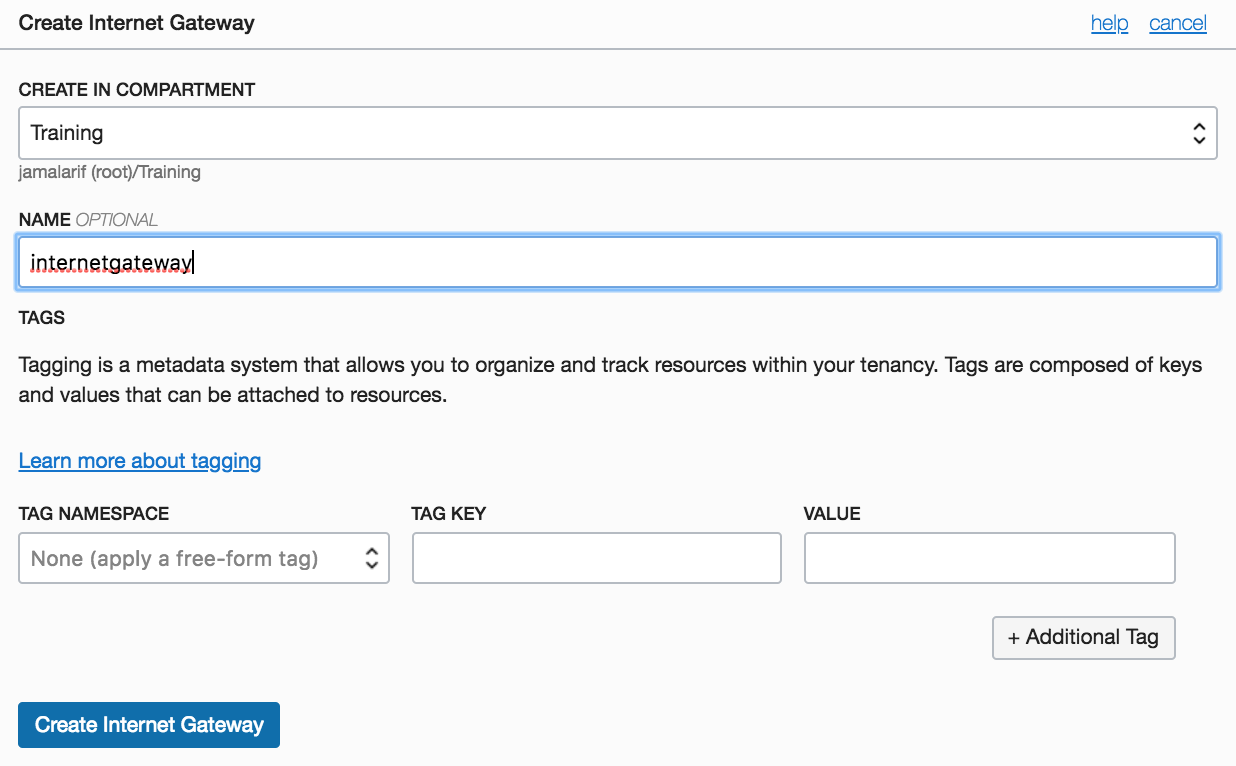 Create Internet Gateway help cancel
CREATE IN COMPARTMENT
Training
jamalarif (root)/Training
NAME OPTIONAL
internetgateway
TAGS
Tagging is a metadata system that allows you to organize and track resources within your tenancy. Tags are composed of keys
and values that can be attached to resources.
Learn more about tagging
TAG NAMESPACE TAG KEY VALUE
None (apply a free-form tag)
+ Additional Tag
Create Internet Gateway